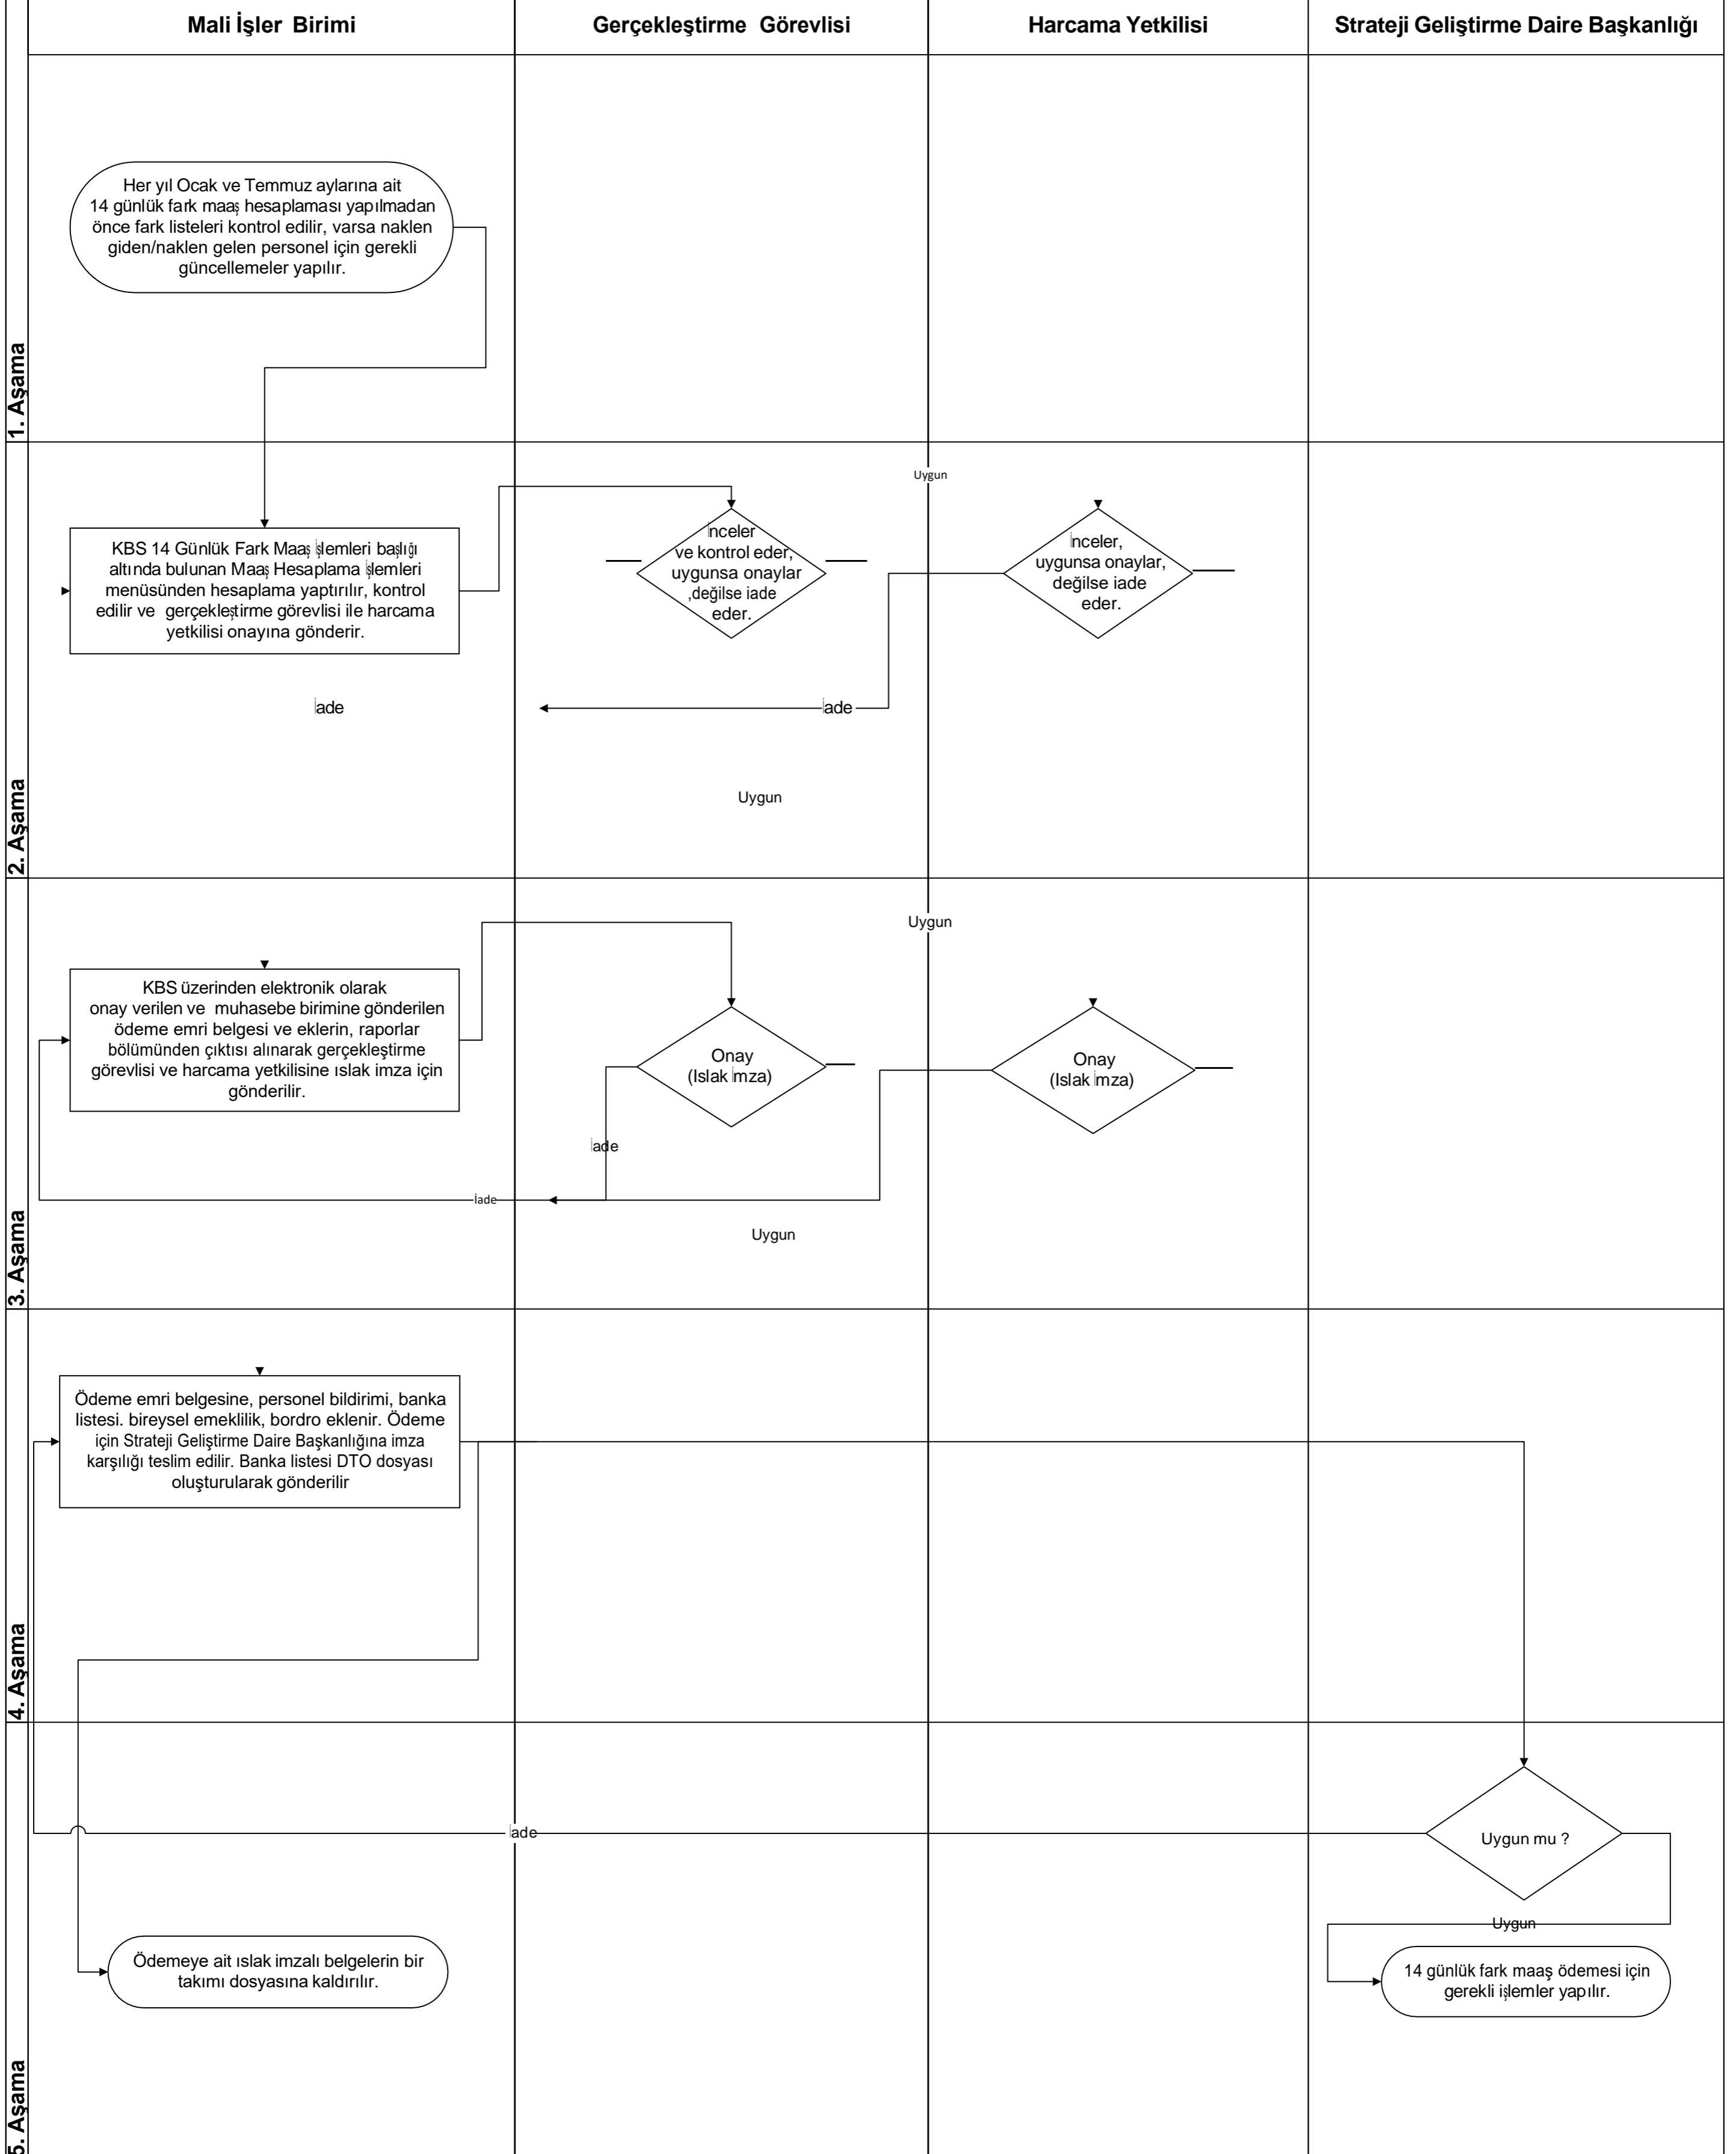 Mali İşler Birimi
Gerçekleştirme Görevlisi
Harcama Yetkilisi
Strateji Geliştirme Daire Başkanlığı
1. Aşama
Her yıl Ocak ve Temmuz aylarına ait
14 günlük fark maaş hesaplaması yapılmadan
önce fark listeleri kontrol edilir, varsa naklen
giden/naklen gelen personel için gerekli
güncellemeler yapılır.
2. Aşama
KBS 14 Günlük Fark Maaş İşlemleri başlığı
altında bulunan Maaş Hesaplama İşlemleri
menüsünden hesaplama yaptırılır, kontrol
edilir ve gerçekleştirme görevlisi ile harcama
yetkilisi onayına gönderir.
İnceler
ve kontrol eder,
uygunsa onaylar
,değilse iade
eder.
Uygun
İnceler,
uygunsa onaylar,
değilse iade
eder.
İade
İade
Uygun
3. Aşama
KBS üzerinden elektronik olarak
onay verilen ve muhasebe birimine gönderilen
ödeme emri belgesi ve eklerin, raporlar
bölümünden çıktısı alınarak gerçekleştirme
görevlisi ve harcama yetkilisine ıslak imza için
gönderilir.
Onay
(Islak İmza)
Uygun
Onay
(Islak İmza)
İade
İade
Uygun
4. Aşama
Ödeme emri belgesine, personel bildirimi, banka
listesi. bireysel emeklilik, bordro eklenir. Ödeme
için Strateji Geliştirme Daire Başkanlığına imza
karşılığı teslim edilir. Banka listesi DTO dosyası
oluşturularak gönderilir
5. Aşama
İade
Uygun mu ?
Uygun
Ödemeye ait ıslak imzalı belgelerin bir
takımı dosyasına kaldırılır.
14 günlük fark maaş ödemesi için
gerekli işlemler yapılır.